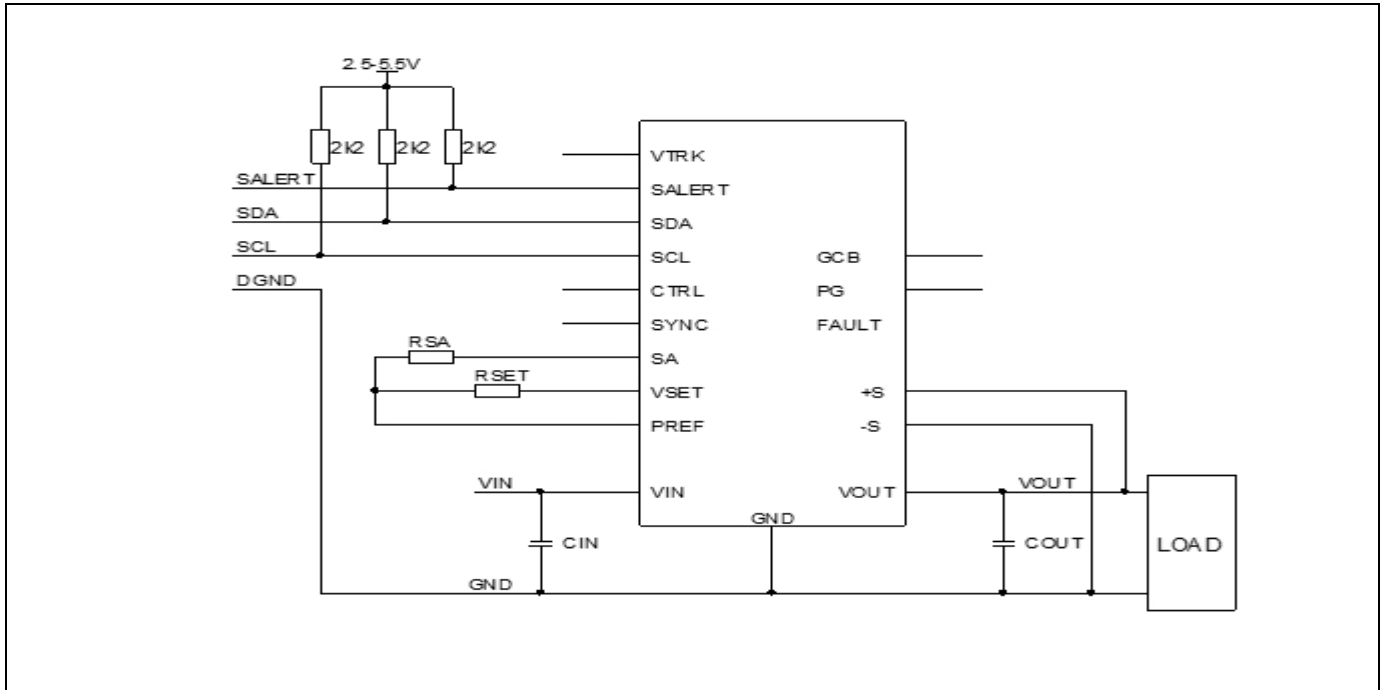 2.5-5.5V
2k2 2k2 2k2
VTRK
SALERT SALERT
SDA SDA
SCL SCL GCB
DGND CTRL PG
SYNC FAULT
RSA SA
RSET VSET +S
PREF -S
VIN VIN VOUT VOUT
GND
CIN COUT LOAD
GND